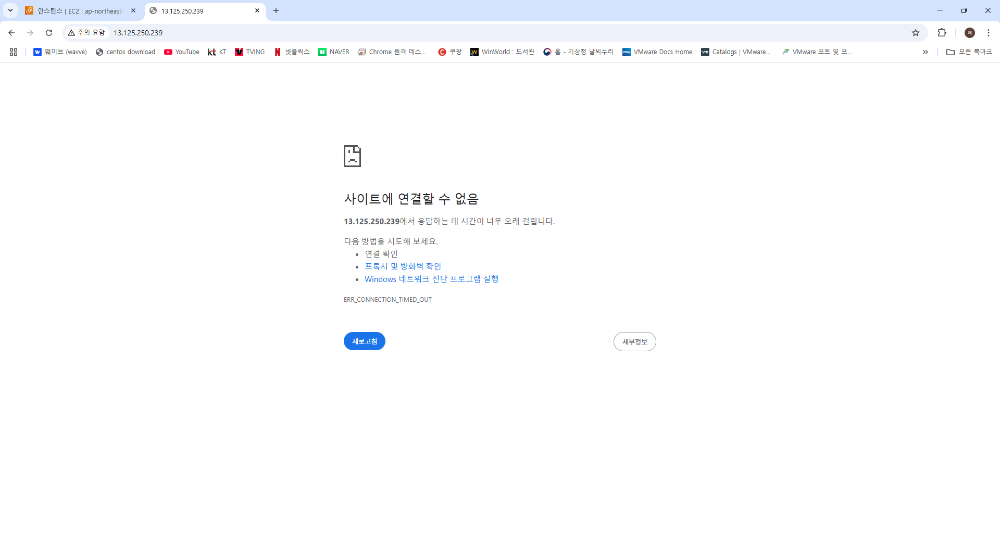 인스턴스 | EC2 | ap-northeast-
13.125.250.239
주의 요함
13.125.250.239
웨이브 (wavve)
centos download
YouTube
KT
TVING
넷플릭스
NAVER
Chrome 원격 데스...
쿠팡
WinWorld : 도서관
홈 - 기상청 날씨누리
VMware Docs Home
Catalogs | VMware...
VMware 포트 및 프...
모든 북마크
사이트에 연결할 수 없음
13.125.250.239에서 응답하는 데 시간이 너무 오래 걸립니다.
다음 방법을 시도해 보세요.
연결 확인
프록시 및 방화벽 확인
Windows 네트워크 진단 프로그램 실행
ERR_CONNECTION_TIMED_OUT
새로고침
세부정보